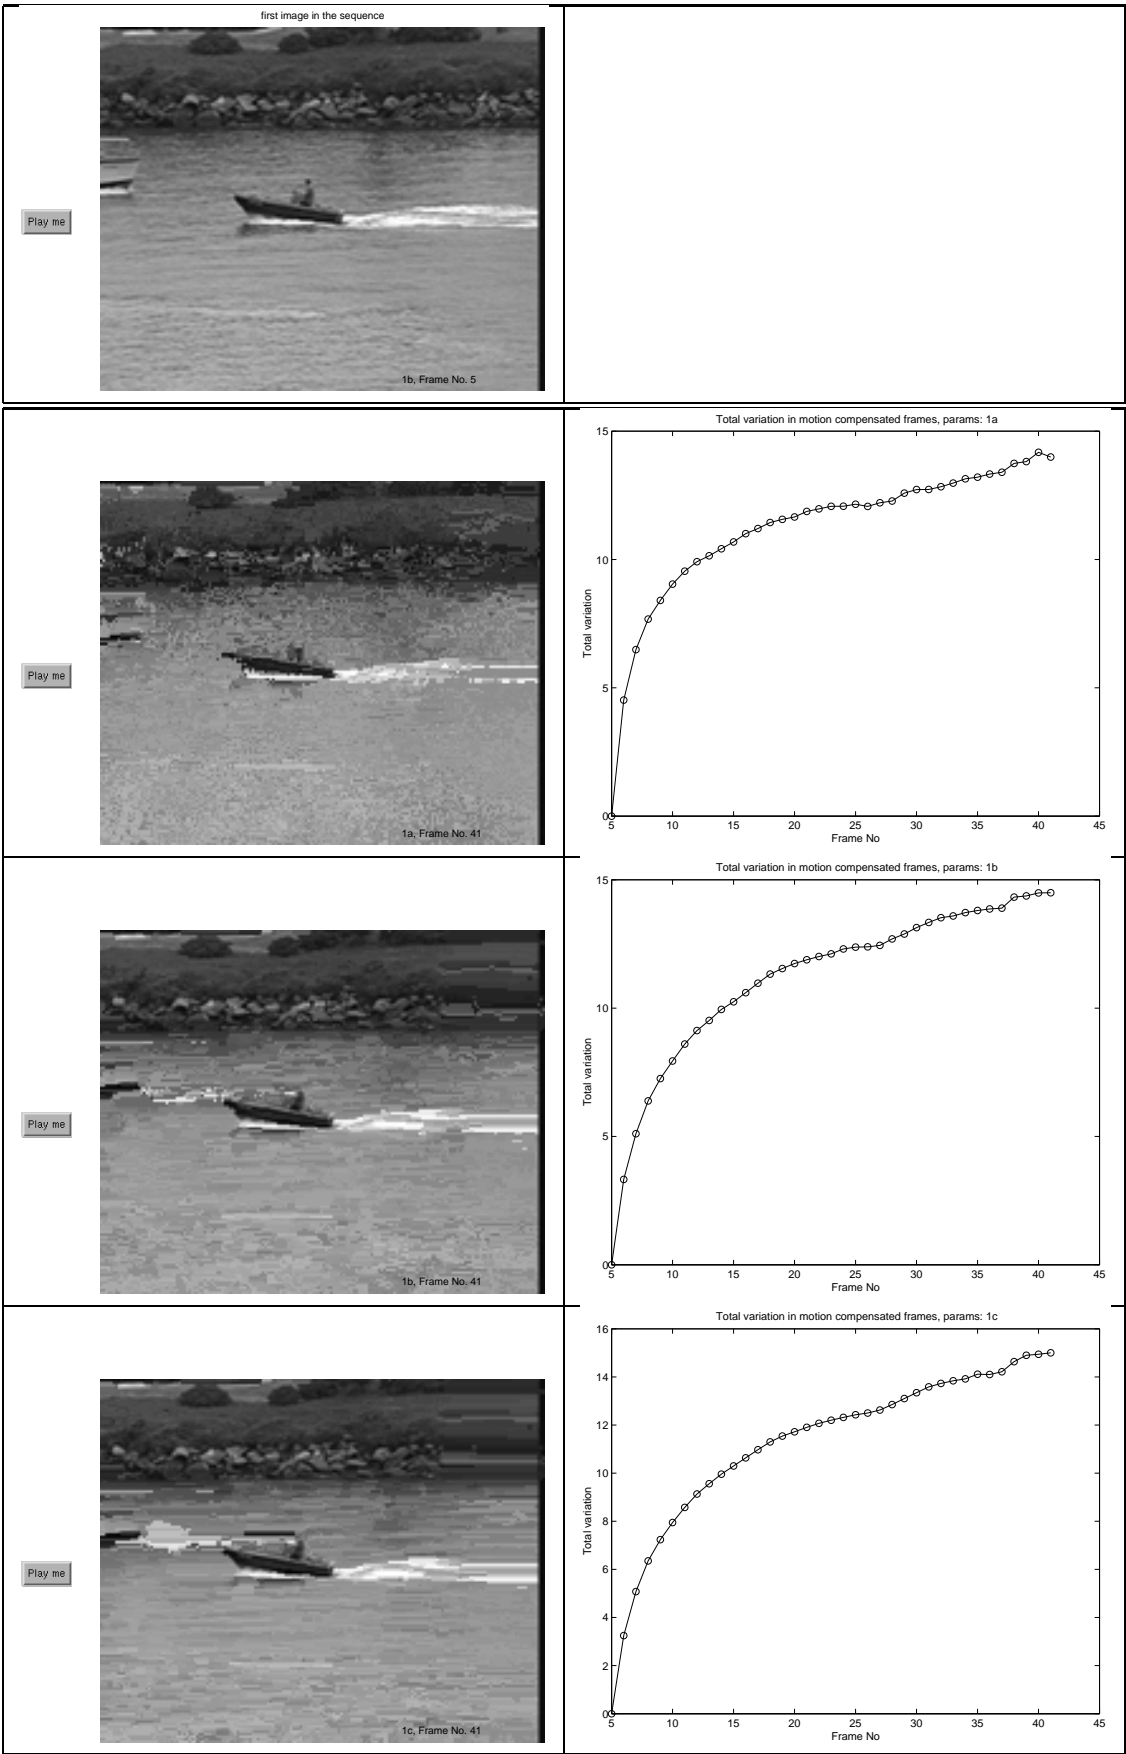 first image in the sequence
Play me
1b, Frame No. 5
Play me
1a, Frame No. 41
Total variation in motion compensated frames, params: 1a
15
10
5
0
Total variation
5 10 15 20 25 30 35 40 45
Frame No
Play me
1b, Frame No. 41
Total variation in motion compensated frames, params: 1b
15
10
5
0
Total variation
5 10 15 20 25 30 35 40 45
Frame No
Play me
1c, Frame No. 41
Total variation in motion compensated frames, params: 1c
16
14
12
10
8
6
4
2
0
Total variation
5 10 15 20 25 30 35 40 45
Frame No